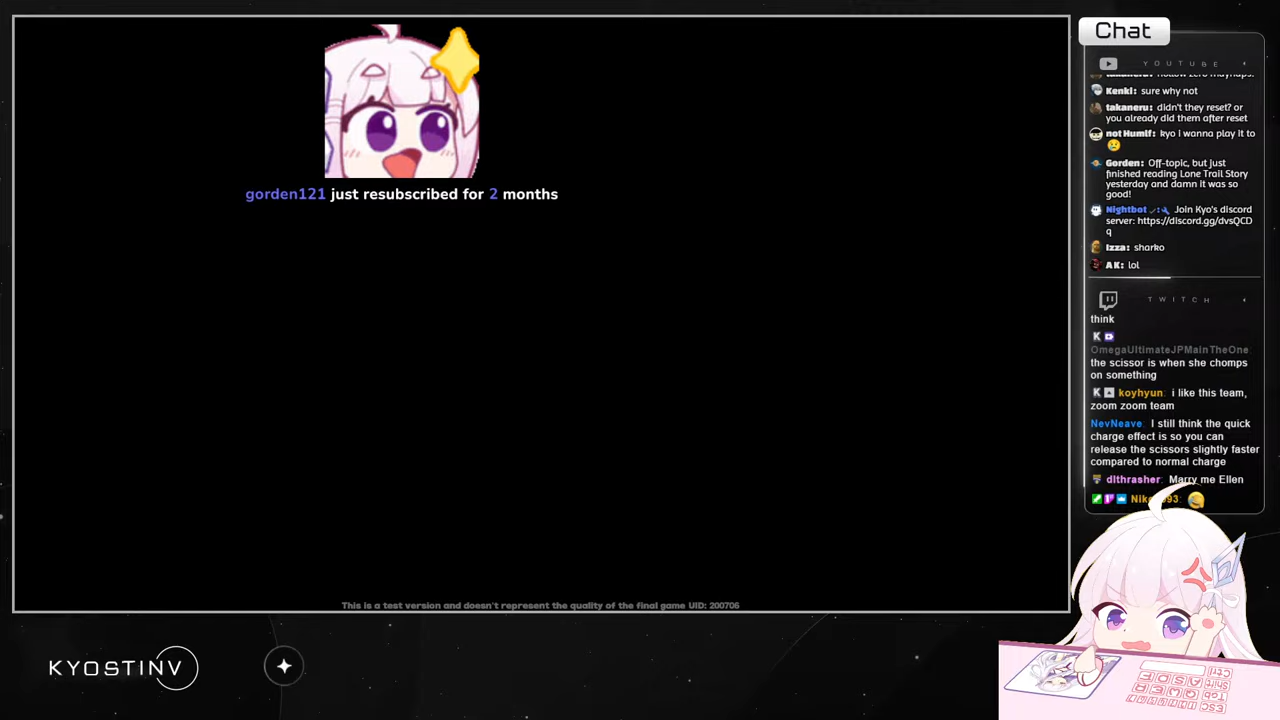 gorden121 just resubscribed for 2 months
This is a test version and doesn't represent the quality of the final game UID: 200706
KYOSTINV
Chat
YOUTUBE
Kenki: sure why not
takaneru: didn't they reset? or
you already did them after reset
not Humlf: kyo i wanna play it to
Gorden: Off-topic, but just
finished reading Lone Trail Story
yesterday and damn it was so
good!
Nightbot: Join Kyo's discord
server: https://discord.gg/dvsQCD
q
Izza: sharko
AK: lol
TWITCH
think
K
OmegaUltimateJPMainTheOne:
the scissor is when she chomps
on something
K koyhyun: i like this team,
zoom zoom team
NevNeave: I still think the quick
charge effect is so you can
release the scissors slightly faster
compared to normal charge
dlthrasher: Marry me Ellen